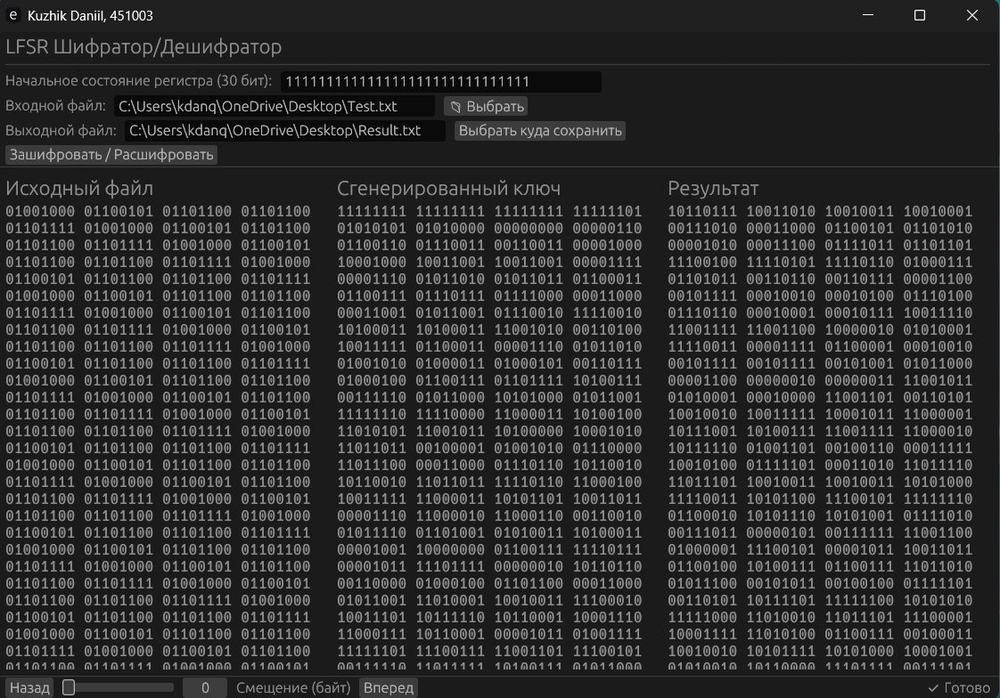 e Kuzhik Daniil, 451003
LFSR Шифратор/Дешифратор
Начальное состояние регистра (30 бит): 111111111111111111111111111111
Входной файл: C:\Users\kdanq\OneDrive\Desktop\Test.txt Выбрать
Выходной файл: C:\Users\kdanq\OneDrive\Desktop\Result.txt Выбрать куда сохранить
Зашифровать / Расшифровать
Исходный файл Сгенерированный ключ Результат
01001000 01100101 01101100 01101100 11111111 11111111 11111111 11111101 10110111 10011010 10010011 10010001
01101111 01001000 01100101 01101100 01010101 01010000 00000000 00000110 00111010 00011000 01100101 01101010
01101100 01101111 01001000 01100101 01100110 01110011 00110011 00001000 00001010 00011100 01111011 01101101
01101100 01101100 01101111 01001000 10001000 10011001 10011001 00001111 11100100 11110101 11110110 01000111
01100101 01101100 01101100 01101111 00001110 01011010 01011011 01100011 01101011 00110110 00110111 00001100
01001000 01100101 01101100 01101100 01100111 01110111 01111000 00011000 00101111 00010010 00010100 01110100
01101111 01001000 01100101 01101100 00011001 01011001 01110010 11110010 01110110 00010001 00010111 10011110
01101100 01101111 01001000 01100101 10100011 10100011 11001010 00110100 11001111 11001100 10000010 01010001
01101100 01101100 01101111 01001000 10011111 01100011 00001110 01011010 11110011 00001111 01100001 00010010
01100101 01101100 01101100 01101111 01001010 01000011 01000101 00110111 00101111 00101111 00101001 01011000
01001000 01100101 01101100 01101100 01000100 01100111 01101111 10100111 00001100 00000010 00000011 11001011
01101111 01001000 01100101 01101100 00111110 01011000 10101000 01011001 01010001 00010000 11001101 00110101
01101100 01101111 01001000 01100101 11111110 11110000 11000011 10100100 10010010 10011111 10001011 11000001
01101100 01101100 01101111 01001000 11010101 11001011 10100000 10001010 10111001 10100111 11001111 11000010
01100101 01101100 01101100 01101111 11011011 00100001 01001010 01110000 10111110 01001101 00100110 00011111
01001000 01100101 01101100 01101100 11011100 00011000 01110110 10110010 10010100 01111101 00011010 11011110
01101111 01001000 01100101 01101100 10110010 11011011 11110110 11000100 11011101 10010011 10010011 10101000
01101100 01101111 01001000 01100101 10011111 11000011 10101101 10011011 11110011 10101100 11100101 11111110
01101100 01101100 01101111 01001000 00001110 11000010 11000110 00110010 01100010 10101110 10101001 01111010
01100101 01101100 01101100 01101111 01011110 01101001 01010011 10100011 00111011 00000101 00111111 11001100
01001000 01100101 01101100 01101100 00001001 10000000 01100111 11110111 01000001 11100101 00001011 10011011
01101111 01001000 01100101 01101100 00001011 11101111 00000010 10110110 01100100 10100111 01100111 11011010
01101100 01101111 01001000 01100101 00110000 01000100 01101100 00011000 01011100 00101011 00100100 01111101
01101100 01101100 01101111 01001000 01011001 11010001 10010011 11100010 00110101 10111101 11111100 10101010
01100101 01101100 01101100 01101111 10011101 10111110 10110001 10001110 11111000 11010010 11011101 11100001
01001000 01100101 01101100 01101100 11000111 10110001 00001011 01001111 10001111 11010100 01100111 00100011
01101111 01001000 01100101 01101100 11111101 11100111 11001101 11100101 10010010 10101111 10101000 10001001
01101100 01101111 01001000 01100101 00111110 11011111 10100111 01011000 01010010 10110000 11101111 00111101
Назад 0 Смещение (байт) Вперед ✓ Готово